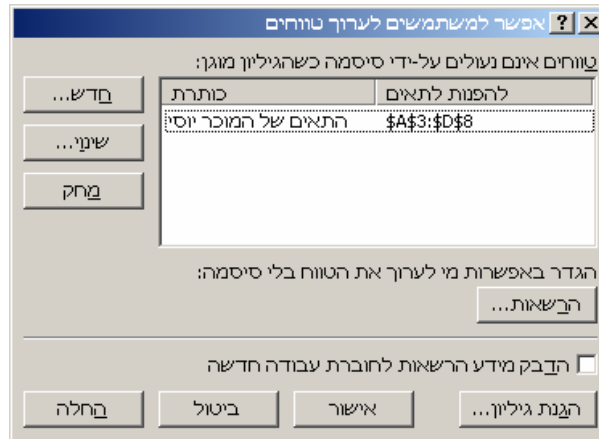 אפשר למשתמשים לערוך טווחים
טווחים אינם נעולים על-ידי סיסמה כשהגיליון מוגן:
כותרת להפנות לתאים
התאים של המוכר יוסי $A$3:$D$8
חדש...
שינוי...
מחק
הגדר באפשרות מי לערוך את הטווח בלי סיסמה:
הרשאות...
הדבק מידע הרשאות לחוברת עבודה חדשה
הגנת גיליון... אישור ביטול החלה